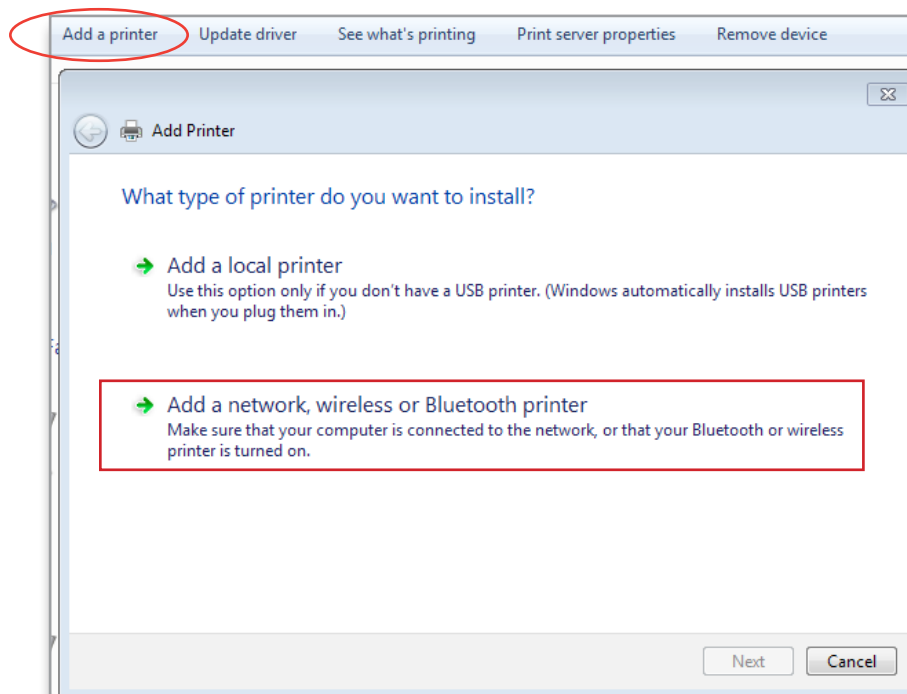 Add a printer Update driver See what's printing Print server properties Remove device
Add Printer
What type of printer do you want to install?
Add a local printer
Use this option only if you don't have a USB printer. (Windows automatically installs USB printers
when you plug them in.)
Add a network, wireless or Bluetooth printer
Make sure that your computer is connected to the network, or that your Bluetooth or wireless
printer is turned on.
Next Cancel